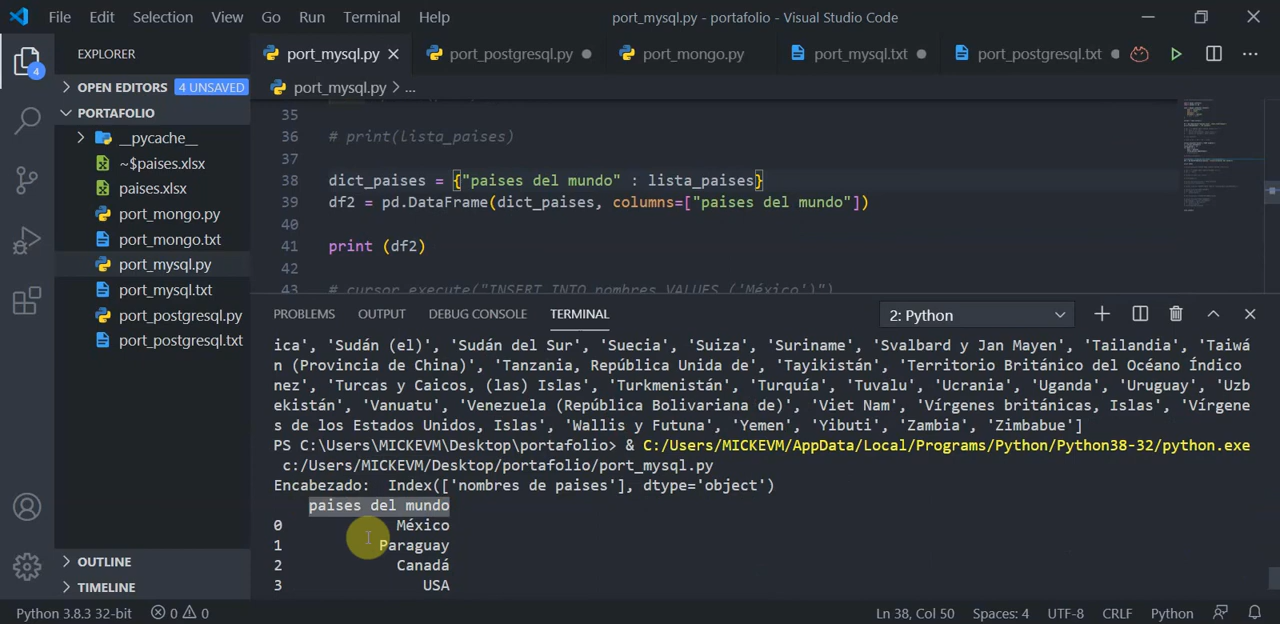 File Edit Selection View Go Run Terminal Help port_mysql.py - portafolio - Visual Studio Code
EXPLORER
port_mysql.py port_postgresql.py port_mongo.py port_mysql.txt port_postgresql.txt
4
OPEN EDITORS 4 UNSAVED
port_mysql.py > ...
PORTAFOLIO
__pycache__
~$paises.xlsx
paises.xlsx
port_mongo.py
port_mongo.txt
port_mysql.py
port_mysql.txt
port_postgresql.py
port_postgresql.txt
OUTLINE
TIMELINE
35
36 # print(lista_paises)
37
38 dict_paises = {"paises del mundo" : lista_paises}
39 df2 = pd.DataFrame(dict_paises, columns=["paises del mundo"])
40
41 print (df2)
42
43 # cursor.execute("INSERT INTO nombres VALUES ('México')")
PROBLEMS OUTPUT DEBUG CONSOLE TERMINAL 2: Python
ica', 'Sudán (el)', 'Sudán del Sur', 'Suecia', 'Suiza', 'Suriname', 'Svalbard y Jan Mayen', 'Tailandia', 'Taiwá
n (Provincia de China)', 'Tanzania, República Unida de', 'Tayikistán', 'Territorio Británico del Océano Índico
nez', 'Turcas y Caicos, (las) Islas', 'Turkmenistán', 'Turquía', 'Tuvalu', 'Ucrania', 'Uganda', 'Uruguay', 'Uzb
ekistán', 'Vanuatu', 'Venezuela (República Bolivariana de)', 'Viet Nam', 'Vírgenes británicas, Islas', 'Vírgene
s de los Estados Unidos, Islas', 'Wallis y Futuna', 'Yemen', 'Yibuti', 'Zambia', 'Zimbabue']
PS C:\Users\MICKEVM\Desktop\portafolio> & C:/Users/MICKEVM/AppData/Local/Programs/Python/Python38-32/python.exe
c:/Users/MICKEVM/Desktop/portafolio/port_mysql.py
Encabezado: Index(['nombres de paises'], dtype='object')
paises del mundo
0 México
1 Paraguay
2 Canadá
3 USA
Python 3.8.3 32-bit 0 0 Ln 38, Col 50 Spaces: 4 UTF-8 CRLF Python